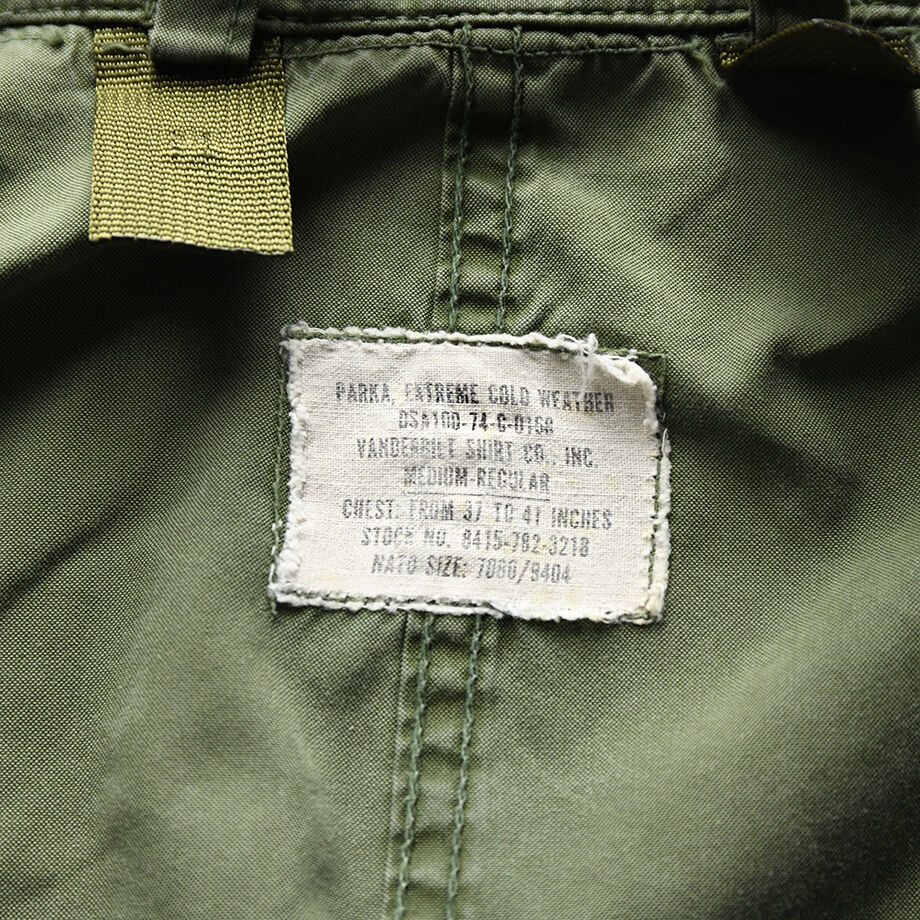 PARKA, EXTREME COLD WEATHER
DSA100-74-C-0158
VANDERBILT SHIRT CO., INC.
MEDIUM-REGULAR
CHEST: FROM 37 TO 41 INCHES
STOCK NO. 8415-782-3218
NATO SIZE: 7080/9404